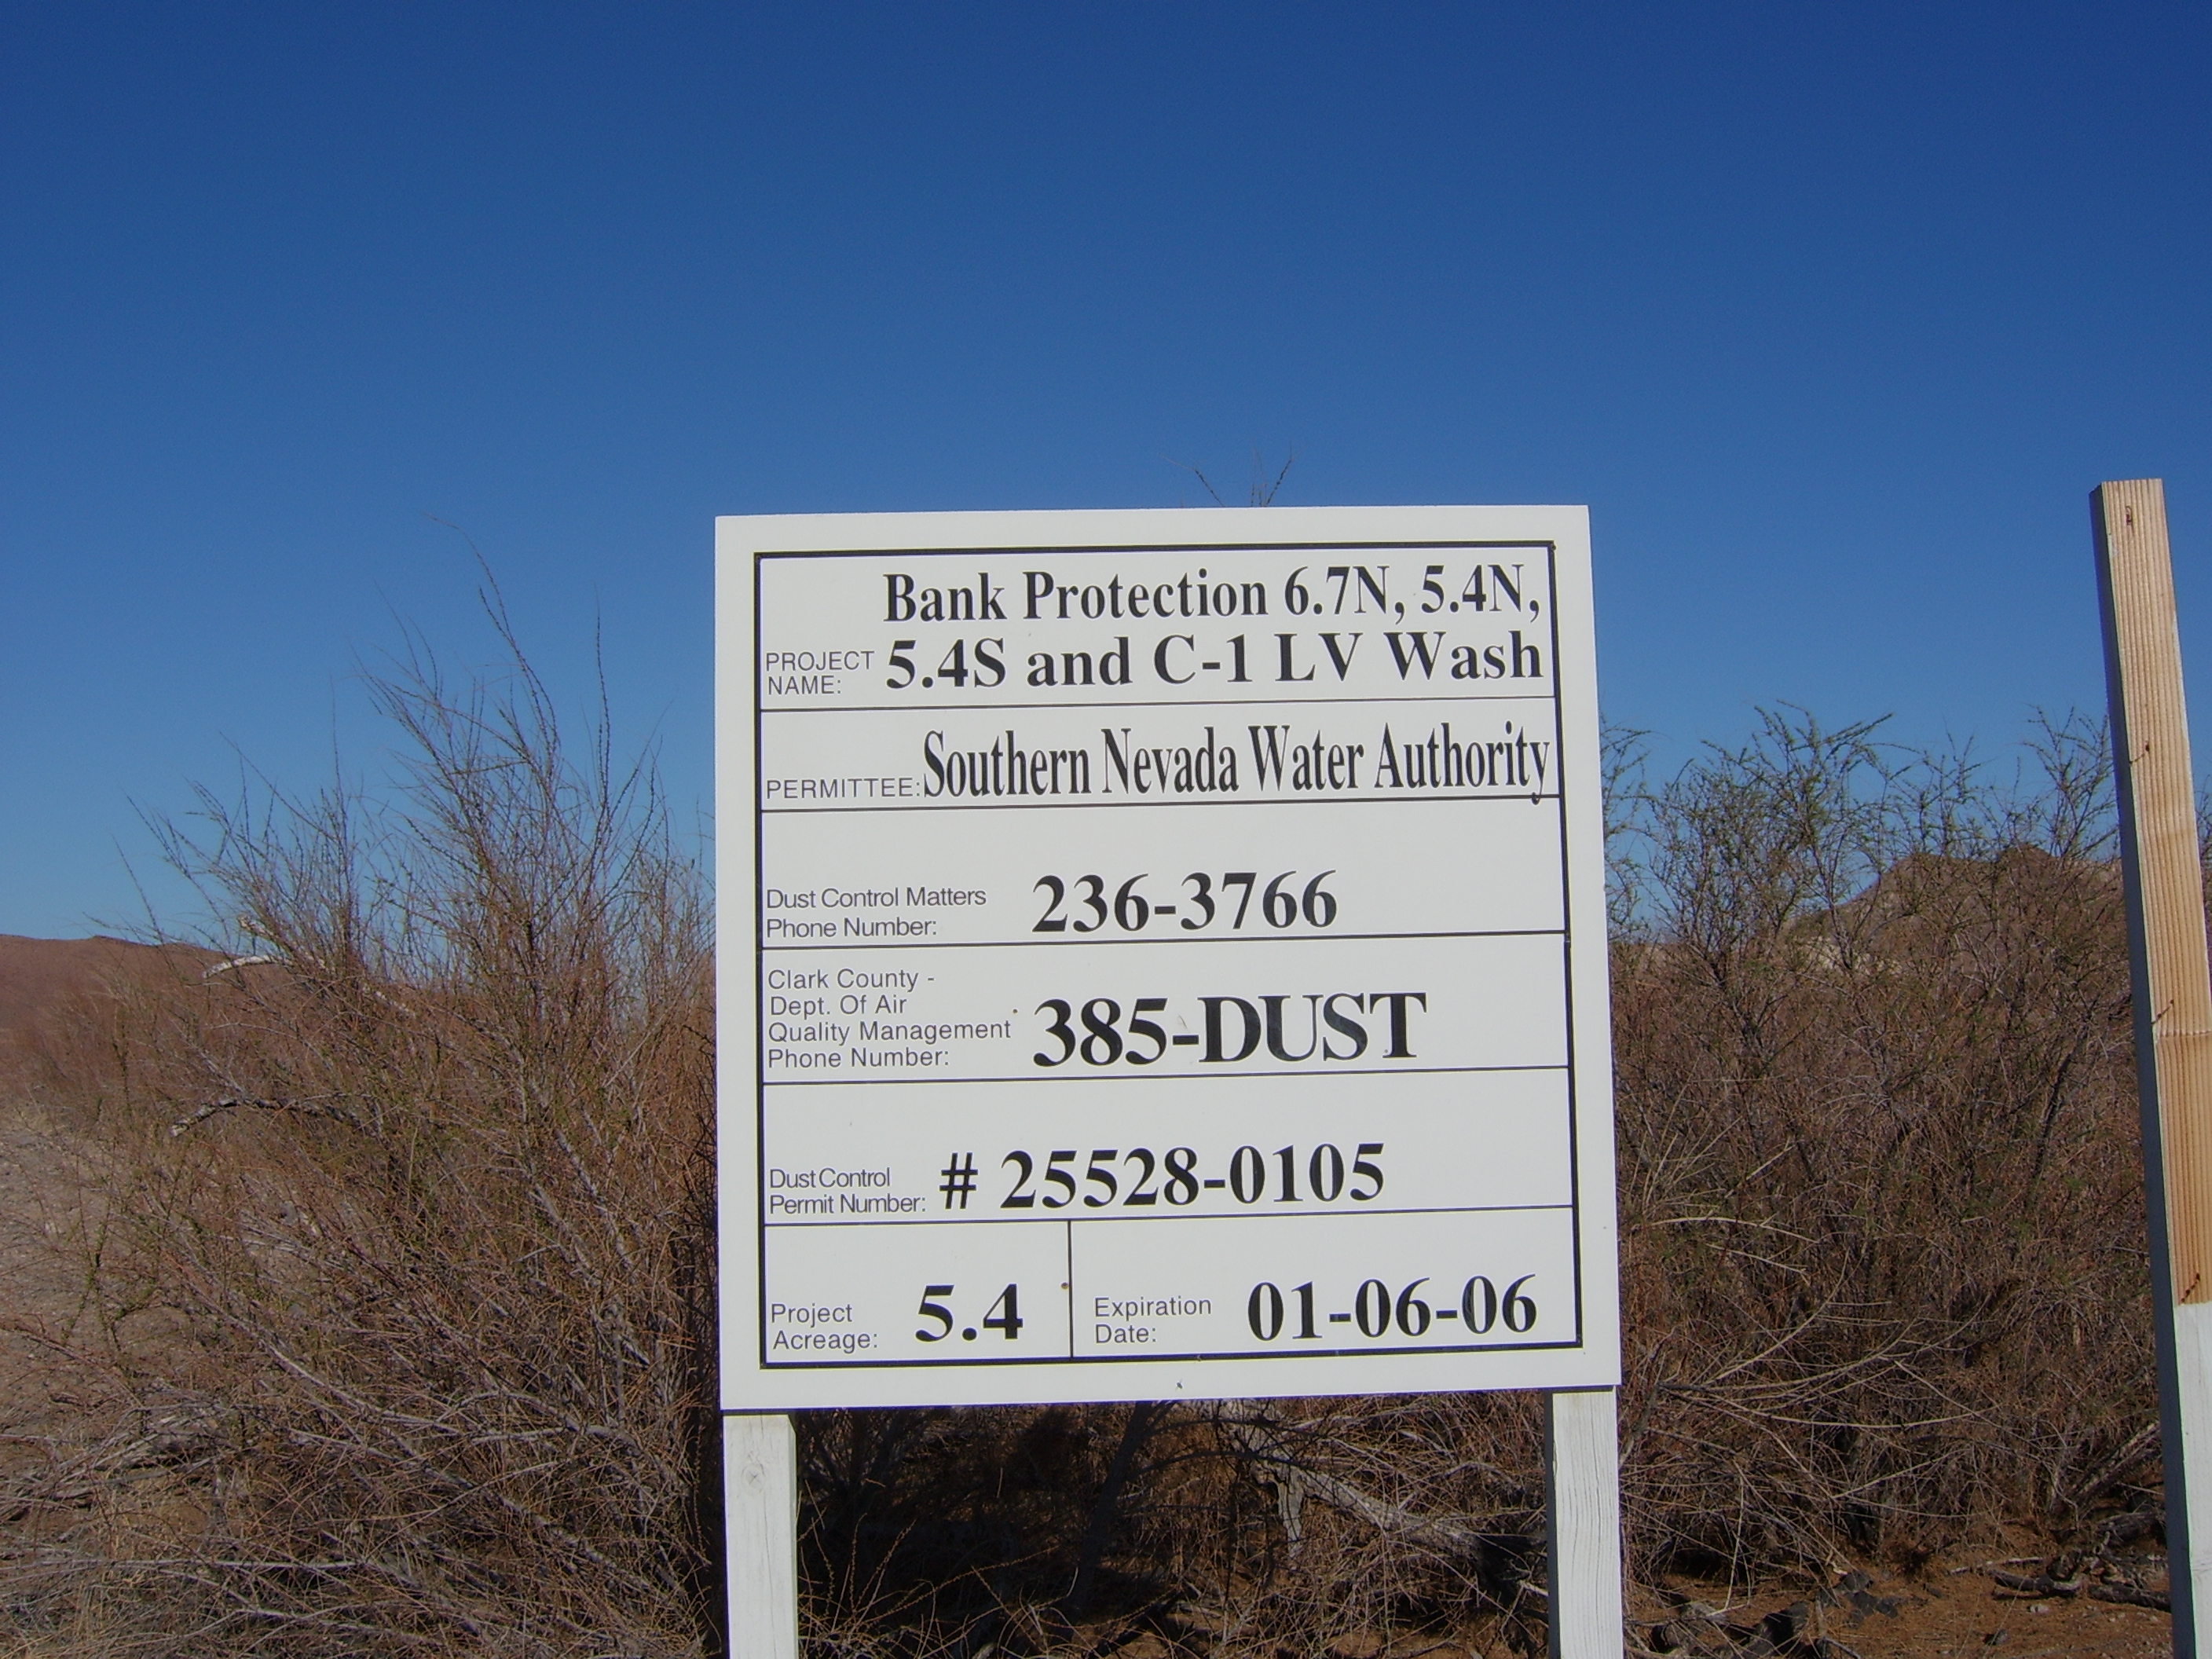 Bank Protection 6.7N, 5.4N,
PROJECT NAME: 5.4S and C-1 LV Wash
PERMITTEE: Southern Nevada Water Authority
Dust Control Matters
Phone Number: 236-3766
Clark County -
Dept. Of Air
Quality Management
Phone Number: 385-DUST
Dust Control
Permit Number: # 25528-0105
Project
Acreage: 5.4
Expiration
Date: 01-06-06